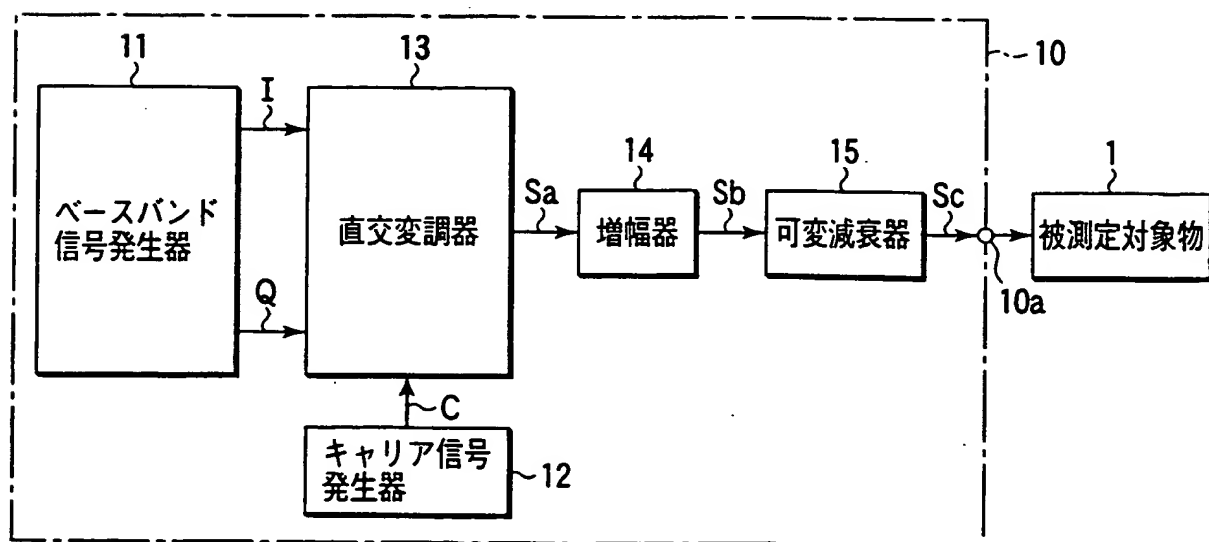 11
13
10
I
ベースバンド
信号発生器
直交変調器
Q
14
15
1
Sa
増幅器
Sb
可変減衰器
Sc
被測定対象物
10a
C
キャリア信号
発生器
12